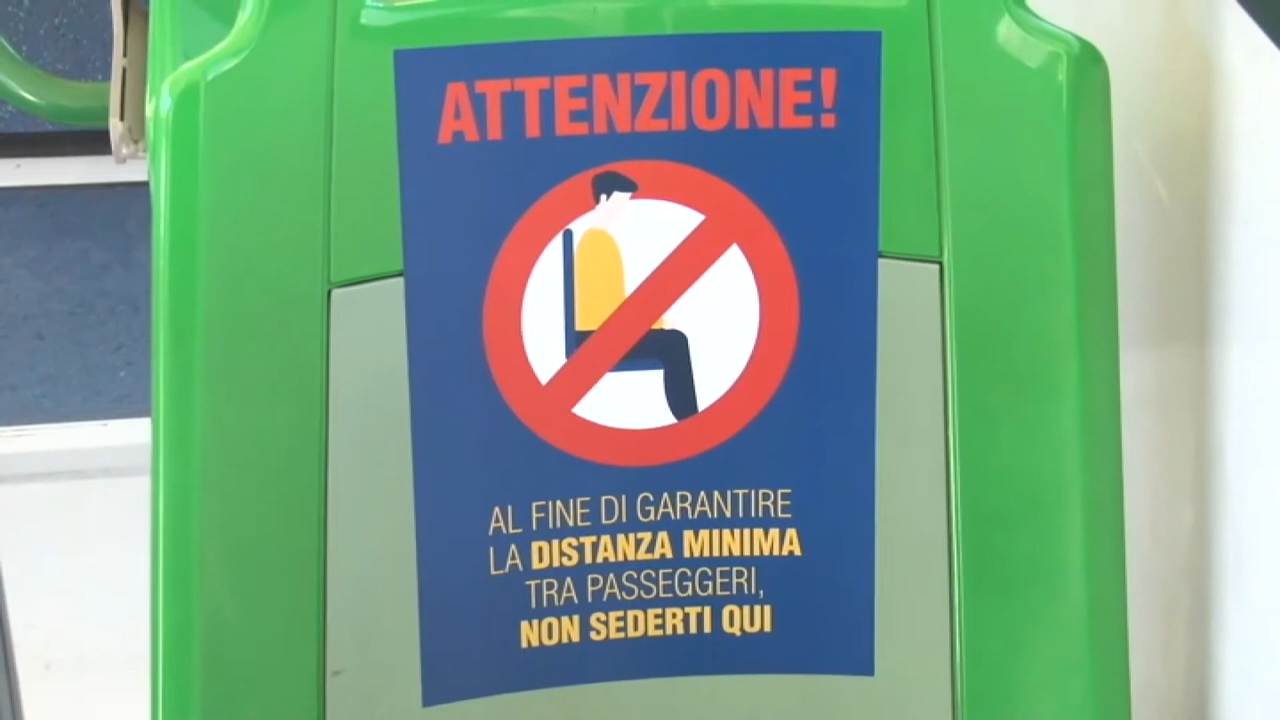 ATTENZIONE!
AL FINE DI GARANTIRE
LA DISTANZA MINIMA
TRA PASSEGGERI,
NON SEDERTI QUI